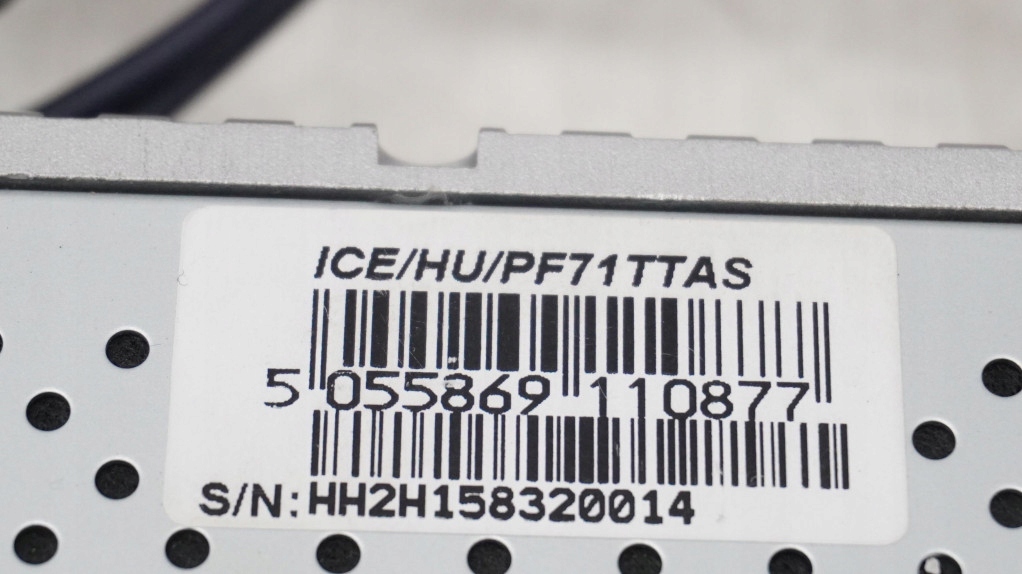 ICE/HU/PF71TTAS
5 055869 110877
S/N: HH2H158320014